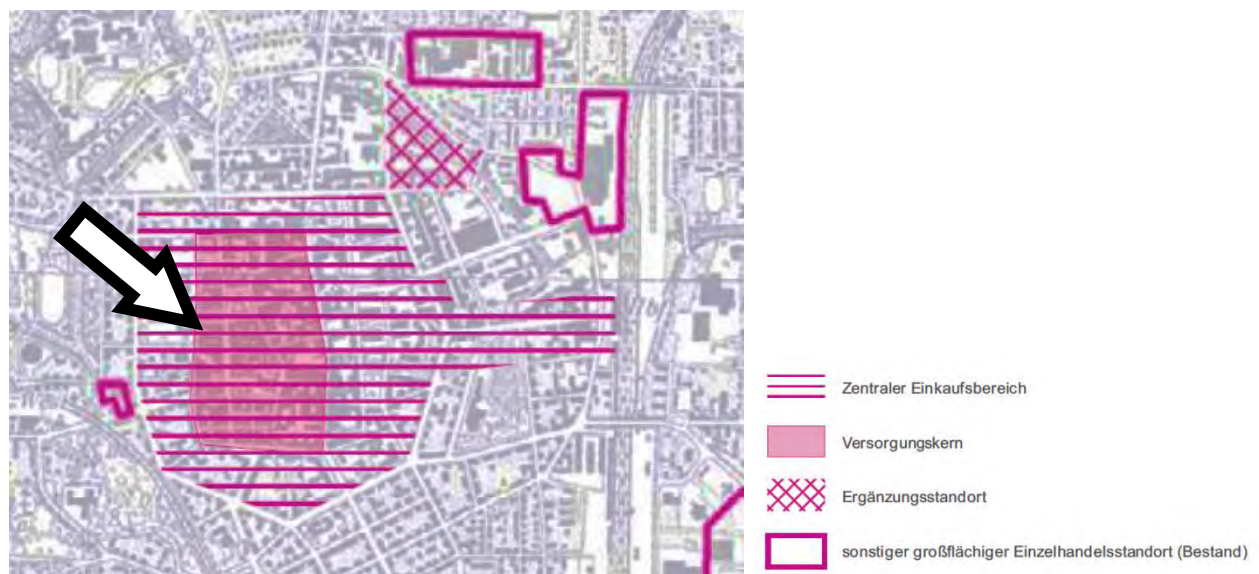 Zentraler Einkaufsbereich
Versorgungskern
Ergänzungsstandort
sonstiger großflächiger Einzelhandelsstandort (Bestand)